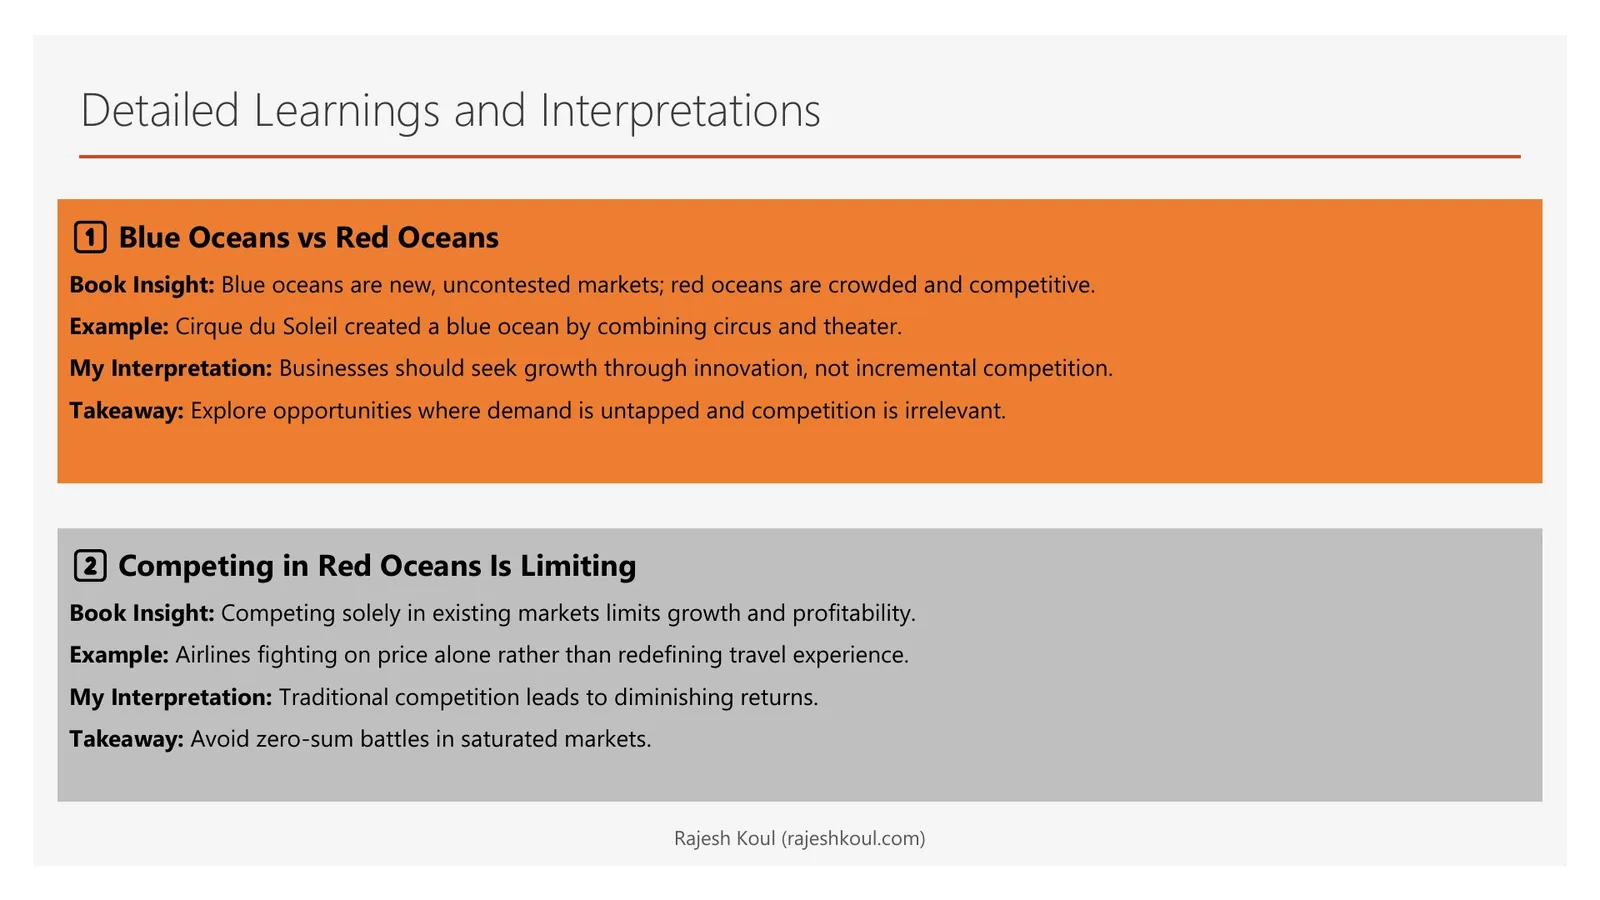 Detailed Learnings and Interpretations
1 Blue Oceans vs Red Oceans
Book Insight: Blue oceans are new, uncontested markets; red oceans are crowded and competitive.
Example: Cirque du Soleil created a blue ocean by combining circus and theater.
My Interpretation: Businesses should seek growth through innovation, not incremental competition.
Takeaway: Explore opportunities where demand is untapped and competition is irrelevant.
2 Competing in Red Oceans Is Limiting
Book Insight: Competing solely in existing markets limits growth and profitability.
Example: Airlines fighting on price alone rather than redefining travel experience.
My Interpretation: Traditional competition leads to diminishing returns.
Takeaway: Avoid zero-sum battles in saturated markets.
Rajesh Koul (rajeshkoul.com)